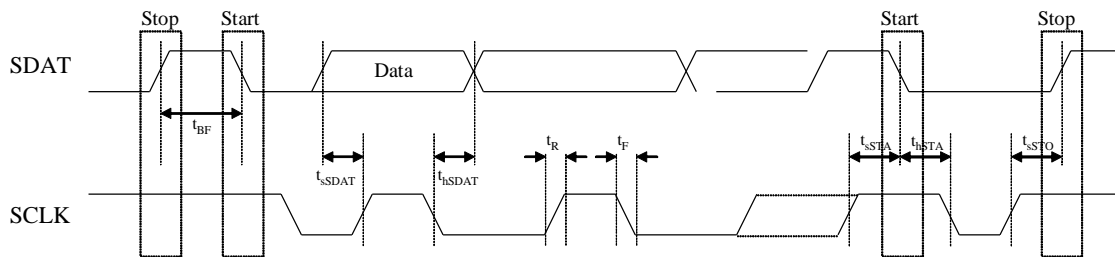 Stop Start Start Stop
SDAT Data
t_BF t_R t_F t_sSTA t_hSTA t_sSTO
t_sSDAT t_hSDAT
SCLK